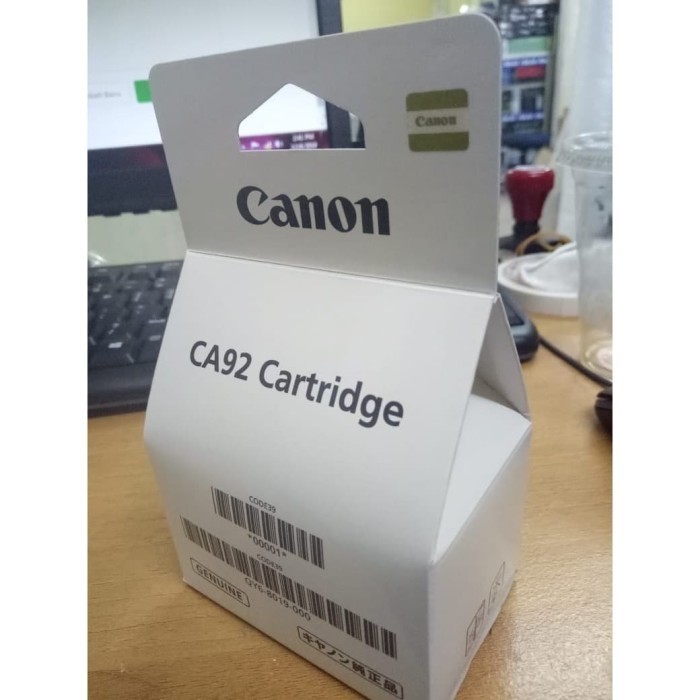 Canon
Canon
CA92 Cartridge
CODE39
*00001*
CODE39
QY6-8019-000
GENUINE
キヤノン純正品